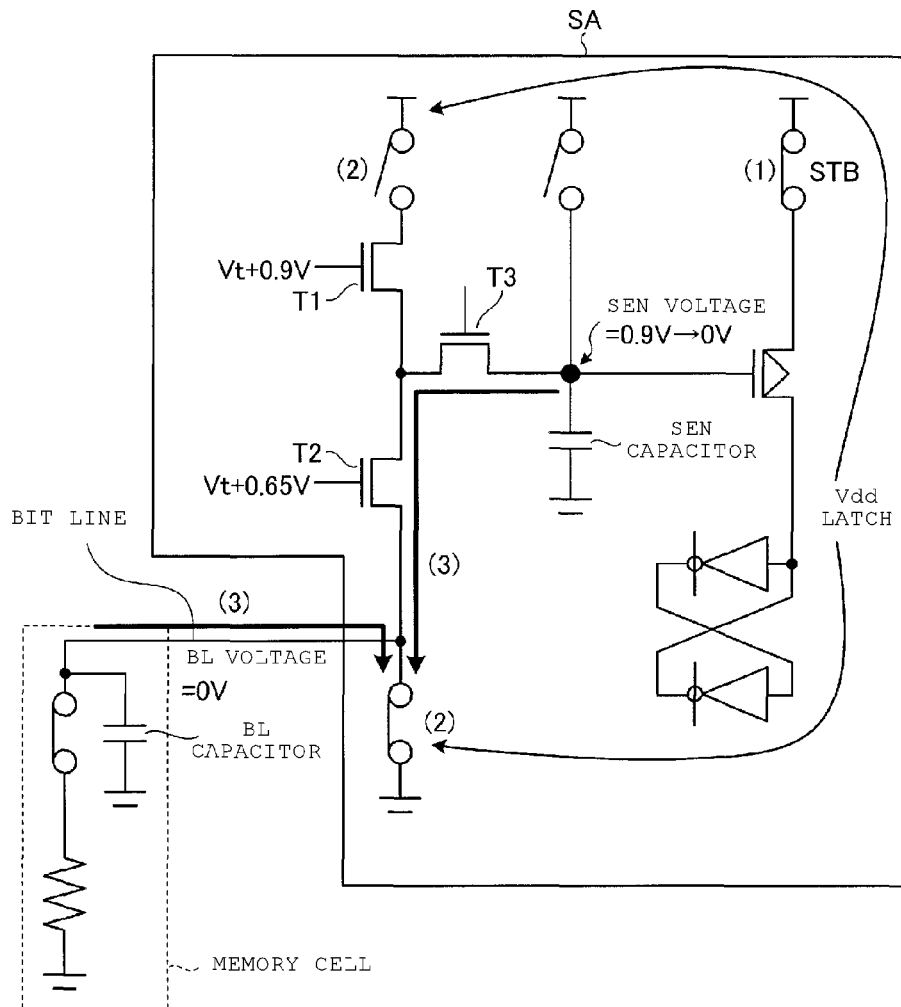 SA
(2)
(1)
STB
Vt+0.9V
T1
T3
SEN VOLTAGE
=0.9V→0V
T2
Vt+0.65V
SEN
CAPACITOR
Vdd
LATCH
BIT LINE
(3)
(3)
BL VOLTAGE
=0V
(2)
BL
CAPACITOR
MEMORY CELL